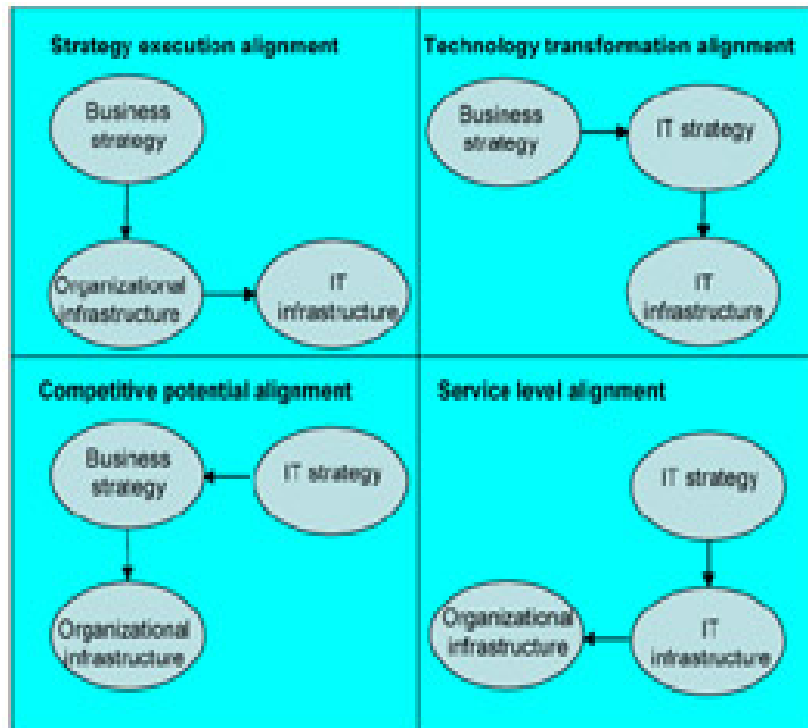 Strategy execution alignment
Business
strategy
Organizational
infrastructure
IT
infrastructure
Technology transformation alignment
Business
strategy
IT strategy
IT
infrastructure
Competitive potential alignment
Business
strategy
IT strategy
Organizational
infrastructure
Service level alignment
IT strategy
Organizational
infrastructure
IT
infrastructure